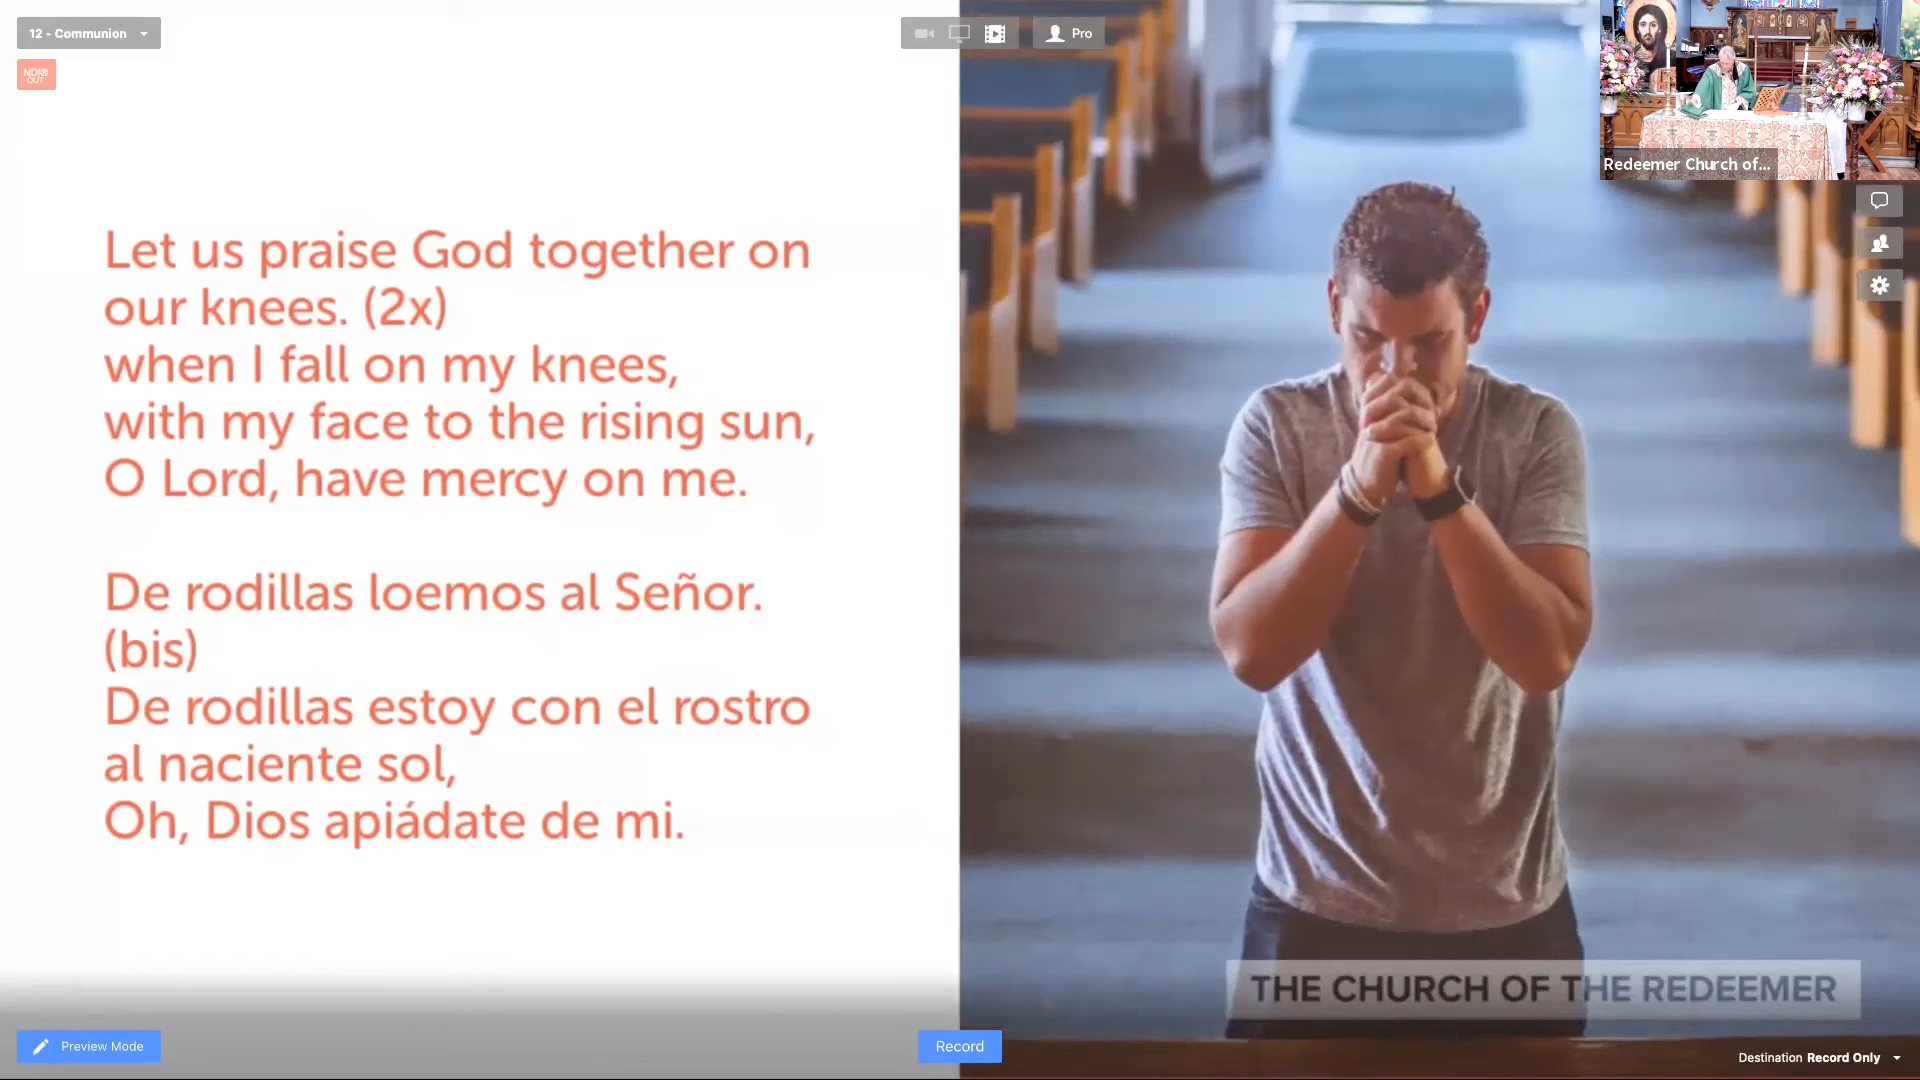 12 - Communion
NDI®
OUT
Pro
Redeemer Church of...
Let us praise God together on
our knees. (2x)
when I fall on my knees,
with my face to the rising sun,
O Lord, have mercy on me.
De rodillas loemos al Señor.
(bis)
De rodillas estoy con el rostro
al naciente sol,
Oh, Dios apiádate de mi.
THE CHURCH OF THE REDEEMER
Preview Mode
Record
Destination Record Only